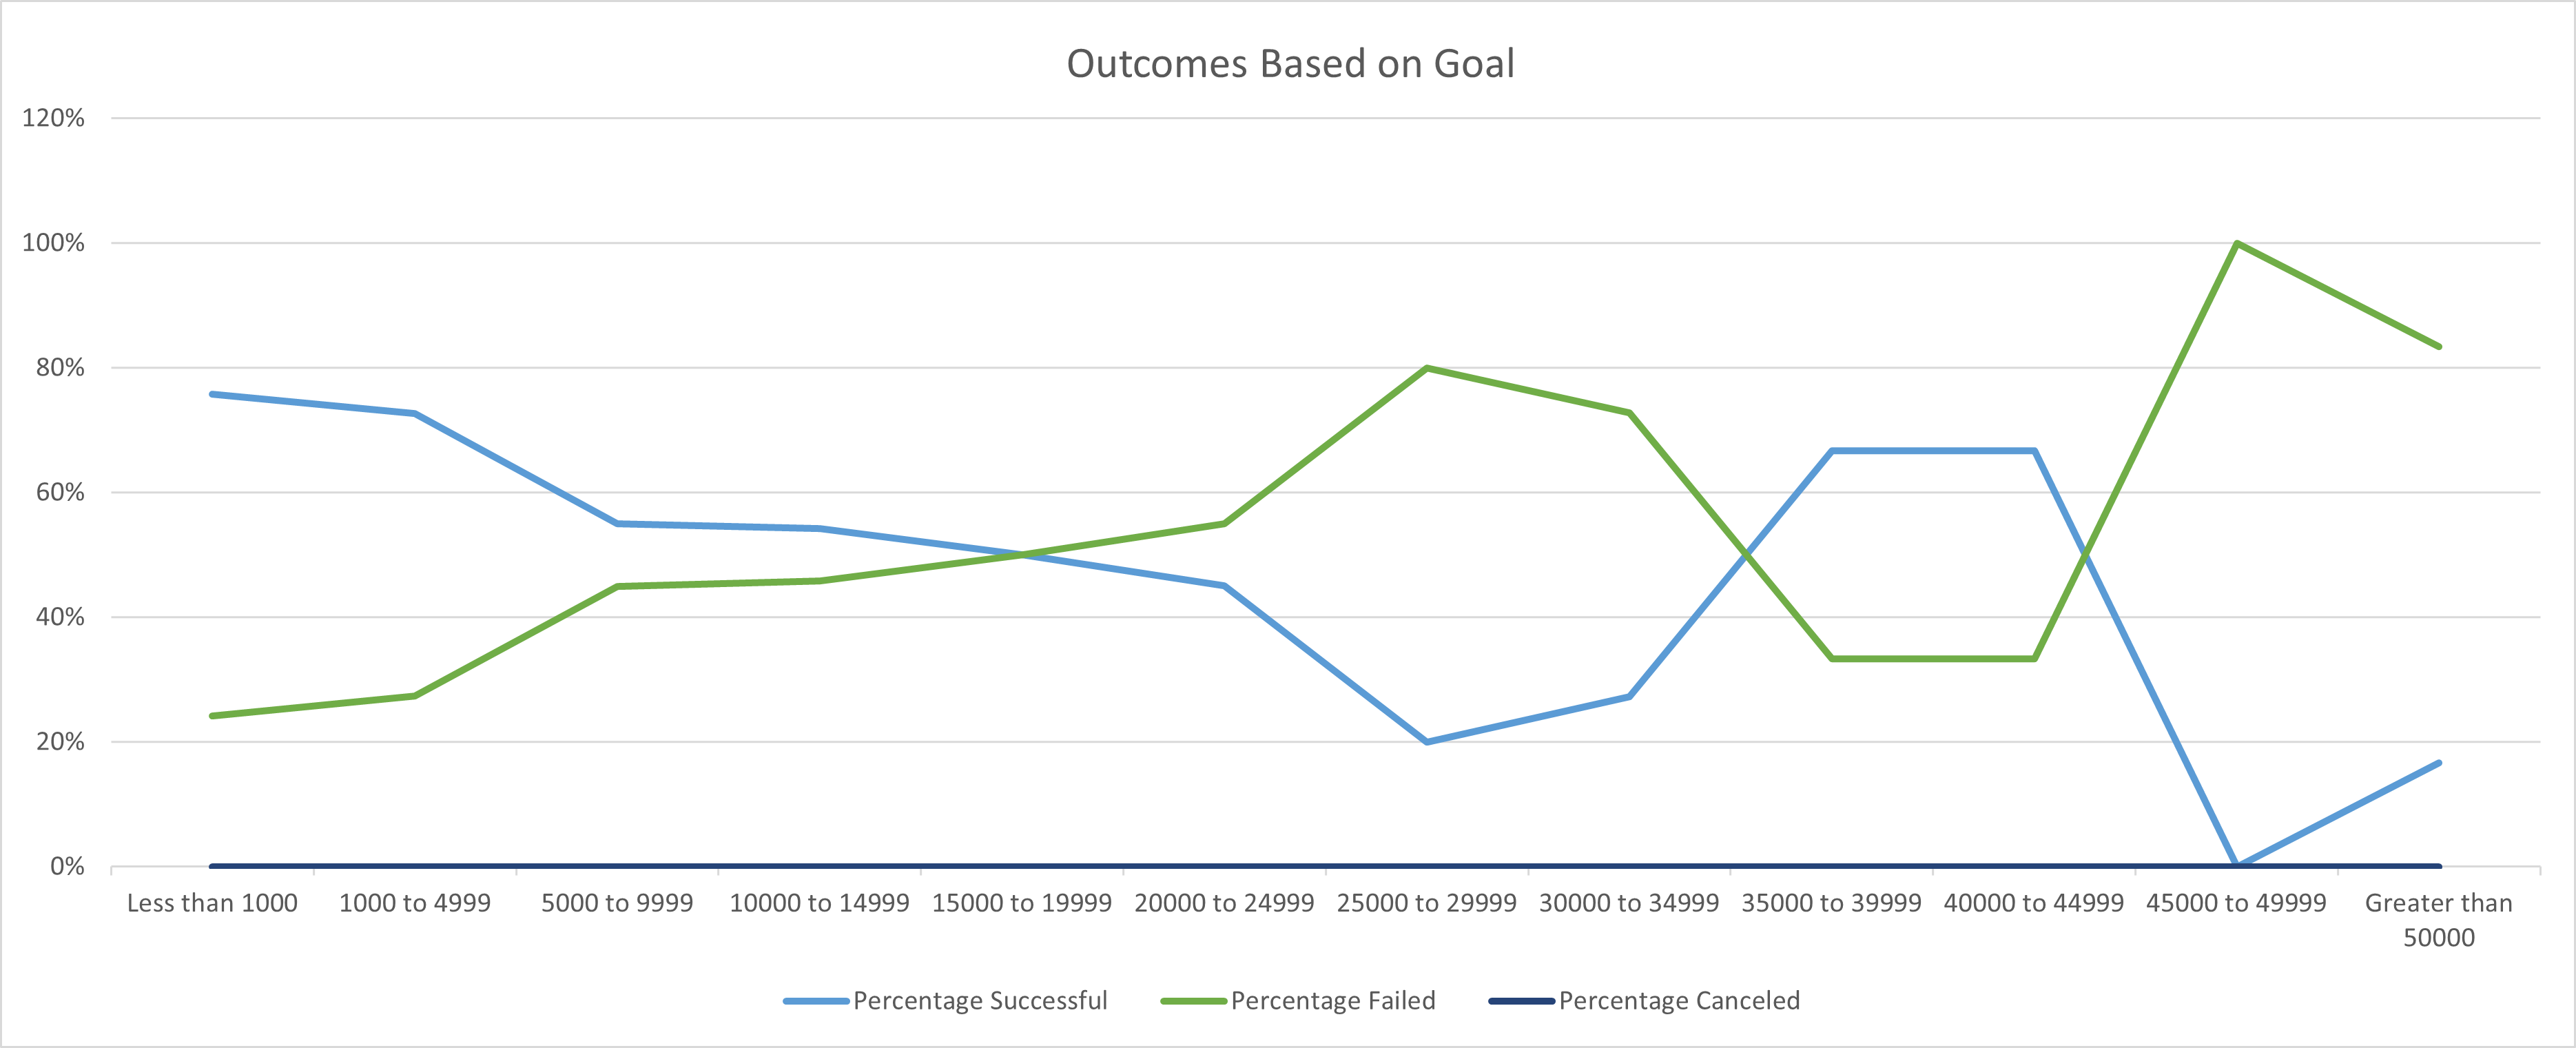 Outcomes Based on Goal
120%
100%
80%
60%
40%
20%
0%
Less than 1000
1000 to 4999
5000 to 9999
10000 to 14999
15000 to 19999
20000 to 24999
25000 to 29999
30000 to 34999
35000 to 39999
40000 to 44999
45000 to 49999
Greater than
50000
Percentage Successful
Percentage Failed
Percentage Canceled